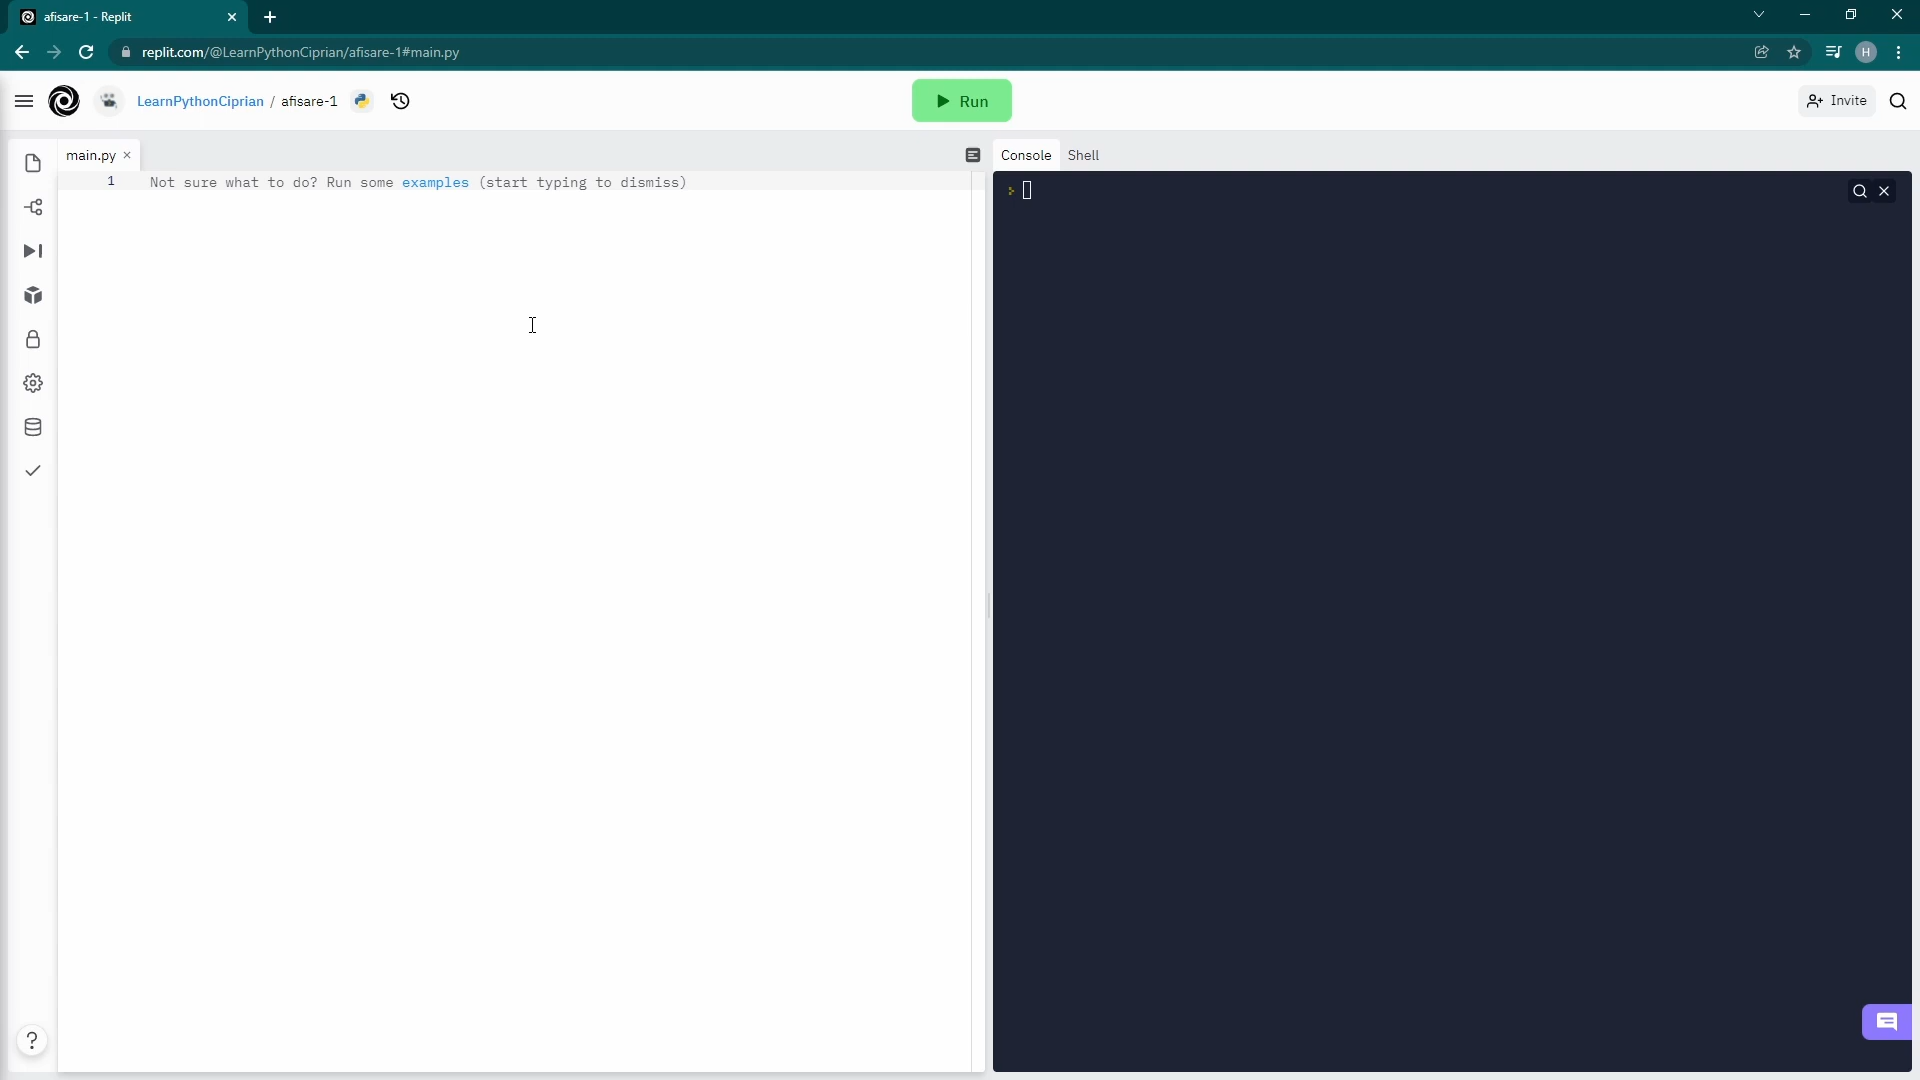 afisare-1 - Replit
replit.com/@LearnPythonCiprian/afisare-1#main.py
H
LearnPythonCiprian / afisare-1
Run
Invite
main.py
Console
Shell
1
Not sure what to do? Run some examples (start typing to dismiss)
?